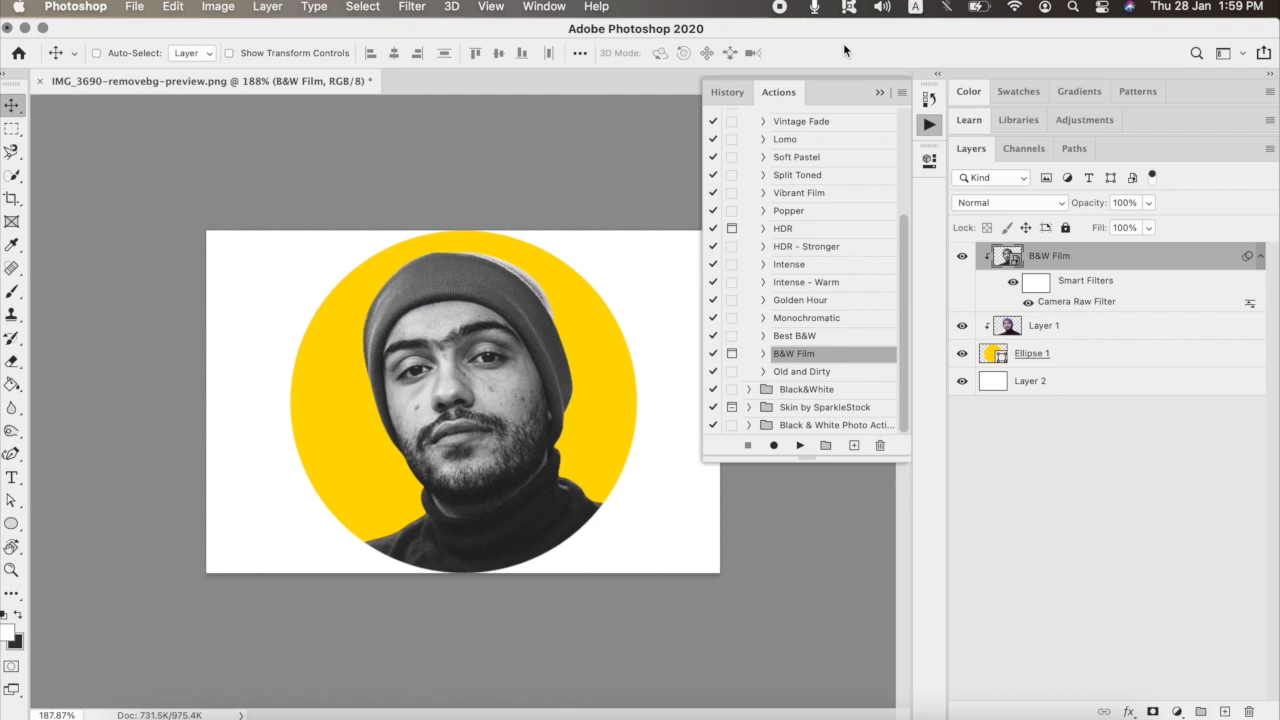 Photoshop File Edit Image Layer Type Select Filter 3D View Window Help A Thu 28 Jan 1:59 PM
Adobe Photoshop 2020
Auto-Select: Layer Show Transform Controls 3D Mode:
IMG_3690-removebg-preview.png @ 188% (B&W Film, RGB/8) *
History Actions
Vintage Fade
Lomo
Soft Pastel
Split Toned
Vibrant Film
Popper
HDR
HDR - Stronger
Intense
Intense - Warm
Golden Hour
Monochromatic
Best B&W
B&W Film
Old and Dirty
Black&White
Skin by SparkleStock
Black & White Photo Acti...
Color Swatches Gradients Patterns
Learn Libraries Adjustments
Layers Channels Paths
Kind
Normal Opacity: 100%
Lock: Fill: 100%
B&W Film
Smart Filters
Camera Raw Filter
Layer 1
Ellipse 1
Layer 2
187.87% Doc: 731.5K/975.4K
fx